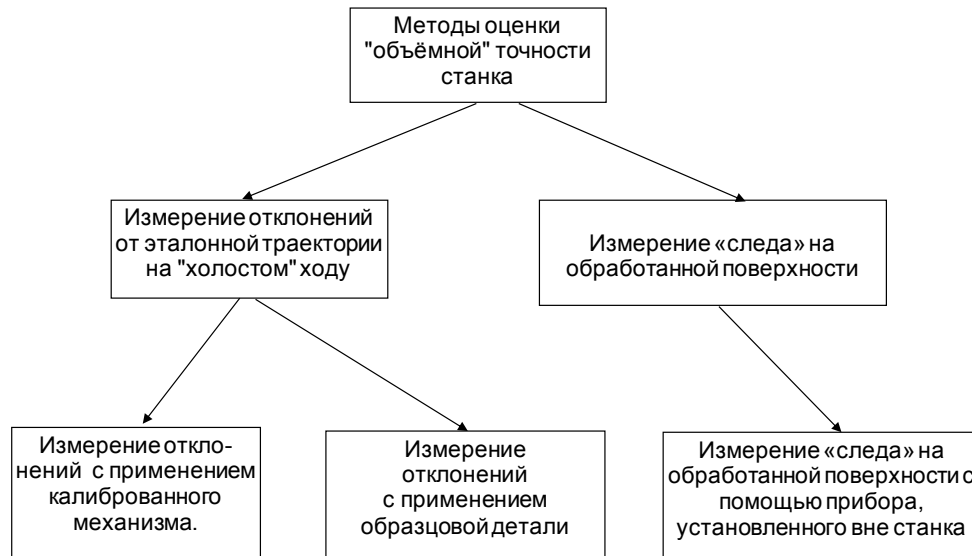 Методы оценки
"объёмной" точности
станка
Измерение отклонений
от эталонной траектории
на "холостом" ходу
Измерение «следа» на
обработанной поверхности
Измерение откло-
нений с применением
калиброванного
механизма.
Измерение
отклонений
с применением
образцовой детали
Измерение «следа» на
обработанной поверхности с
помощью прибора,
установленного вне станка